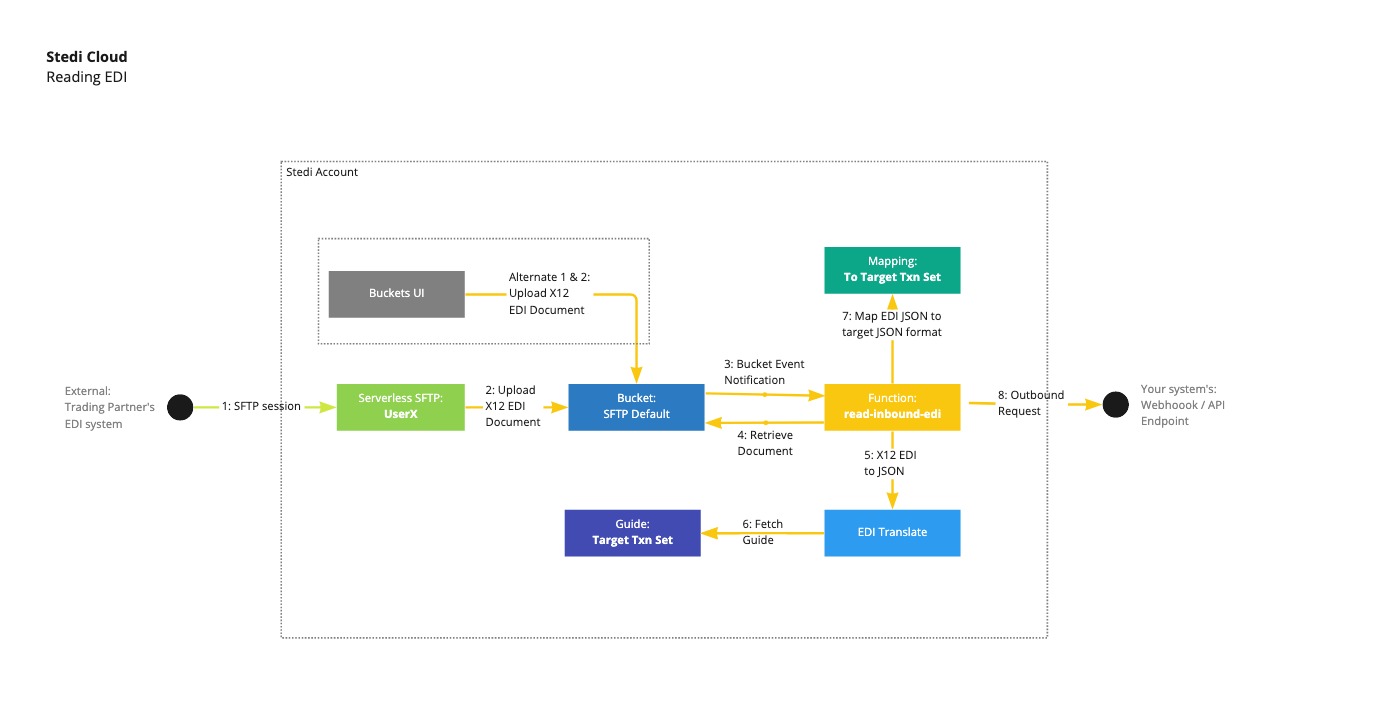 Stedi Cloud
Reading EDI
Stedi Account
Buckets UI
Alternate 1 & 2:
Upload X12
EDI Document
Mapping:
To Target Txn Set
7: Map EDI JSON to
target JSON format
External:
Trading Partner's
EDI system
1: SFTP session
Serverless SFTP:
UserX
2: Upload
X12 EDI
Document
Bucket:
SFTP Default
3: Bucket Event
Notification
4: Retrieve
Document
Function:
read-inbound-edi
8: Outbound
Request
Your system's:
Webhoook / API
Endpoint
5: X12 EDI
to JSON
Guide:
Target Txn Set
6: Fetch
Guide
EDI Translate